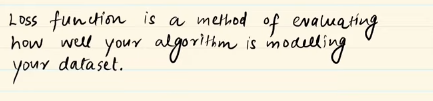 Loss function is a method of evaluating
how well your algorithm is modelling
your dataset.